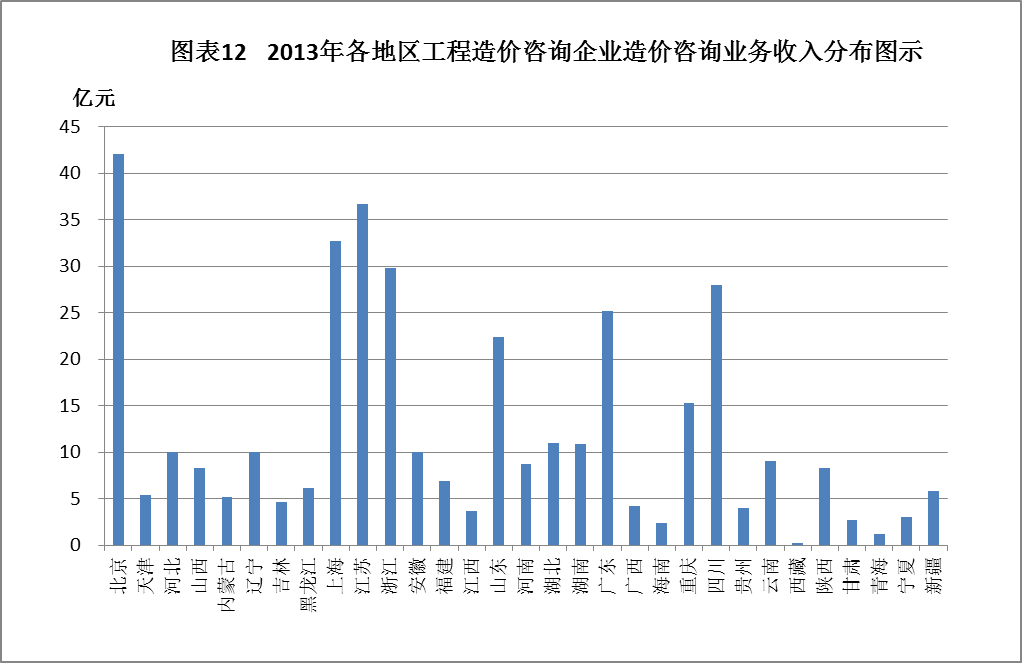 图表12 2013年各地区工程造价咨询企业造价咨询业务收入分布图示
亿元
45
40
35
30
25
20
15
10
5
0
北京
天津
河北
山西
内蒙古
辽宁
吉林
黑龙江
上海
江苏
浙江
安徽
福建
江西
山东
河南
湖北
湖南
广东
广西
海南
重庆
四川
贵州
云南
西藏
陕西
甘肃
青海
宁夏
新疆